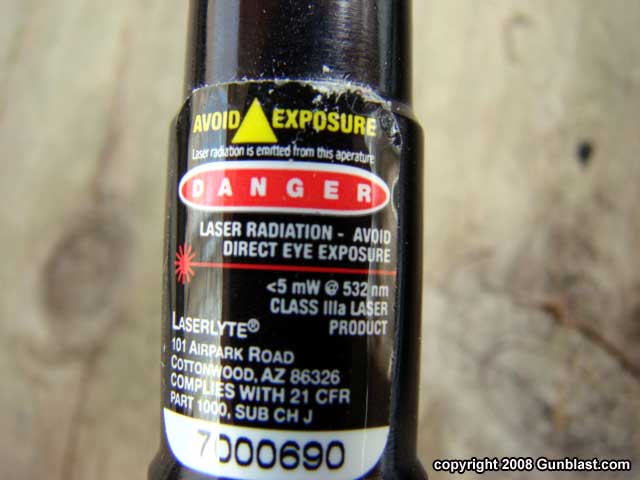 AVOID EXPOSURE
Laser radiation is emitted from this aperature
DANGER
LASER RADIATION - AVOID
DIRECT EYE EXPOSURE
<5 mW @ 532 nm
CLASS IIIa LASER
PRODUCT
LASERLYTE®
101 AIRPARK ROAD
COTTONWOOD, AZ 86326
COMPLIES WITH 21 CFR
PART 1000, SUB CH J
7000690
copyright 2008 Gunblast.com